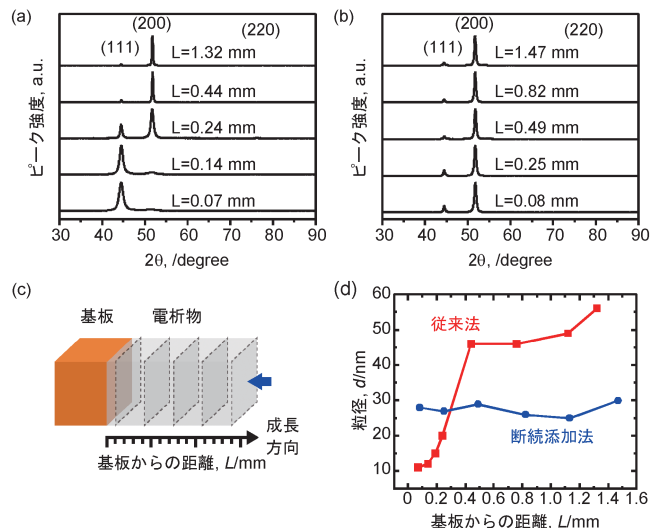 (a)
(200)
(220)
(111)
L=1.32 mm
L=0.44 mm
L=0.24 mm
L=0.14 mm
L=0.07 mm
ピーク強度, a.u.
30 40 50 60 70 80 90
2θ, /degree
(b)
(200)
(220)
(111)
L=1.47 mm
L=0.82 mm
L=0.49 mm
L=0.25 mm
L=0.08 mm
ピーク強度, a.u.
30 40 50 60 70 80 90
2θ, /degree
(c)
基板 電析物
成長
方向
基板からの距離, L/mm
(d)
60
50
40
30
20
10
粒径, d/nm
従来法
断続添加法
0 0.2 0.4 0.6 0.8 1.0 1.2 1.4 1.6
基板からの距離, L/mm